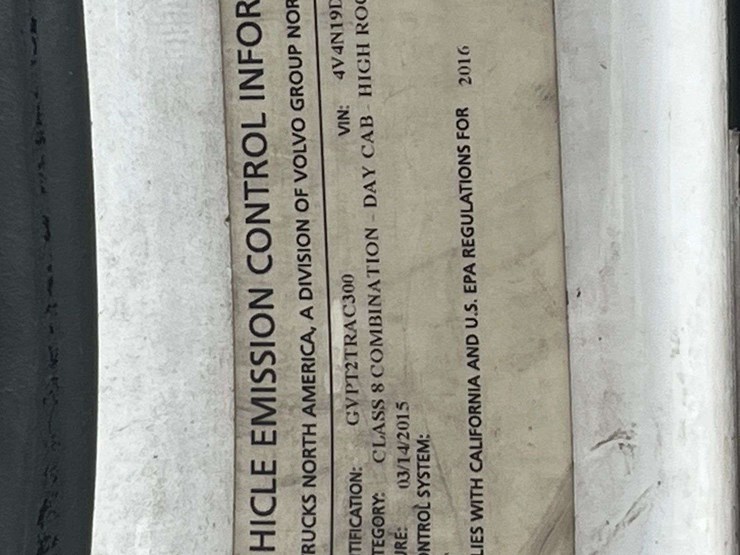 HICLE EMISSION CONTROL INFOR
RUCKS NORTH AMERICA, A DIVISION OF VOLVO GROUP NOR
TIFICATION: GVPT2TRAC300 VIN: 4V4N19D
TEGORY: CLASS 8 COMBINATION - DAY CAB - HIGH ROO
URE: 03/14/2015
ONTROL SYSTEM:
LIES WITH CALIFORNIA AND U.S. EPA REGULATIONS FOR 2016